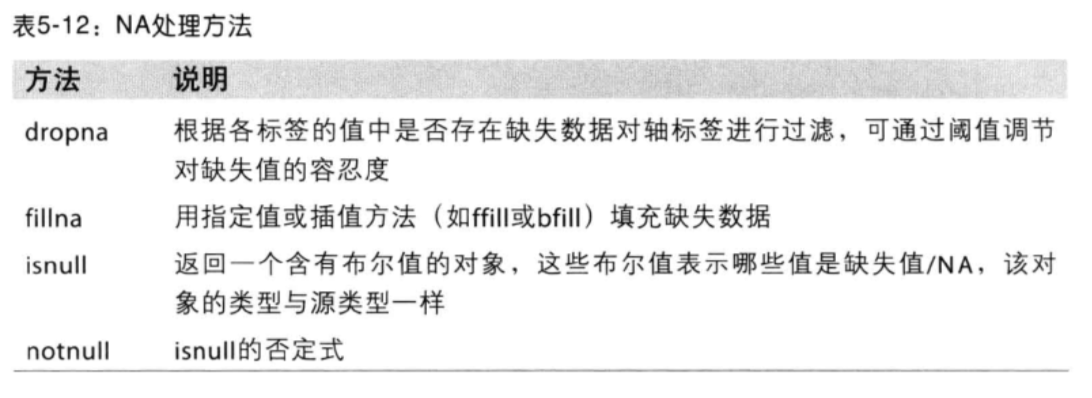 表5-12：NA处理方法
方法 说明
dropna 根据各标签的值中是否存在缺失数据对轴标签进行过滤，可通过阈值调节
对缺失值的容忍度
fillna 用指定值或插值方法（如ffill或bfill）填充缺失数据
isnull 返回一个含有布尔值的对象，这些布尔值表示哪些值是缺失值/NA，该对
象的类型与源类型一样
notnull isnull的否定式